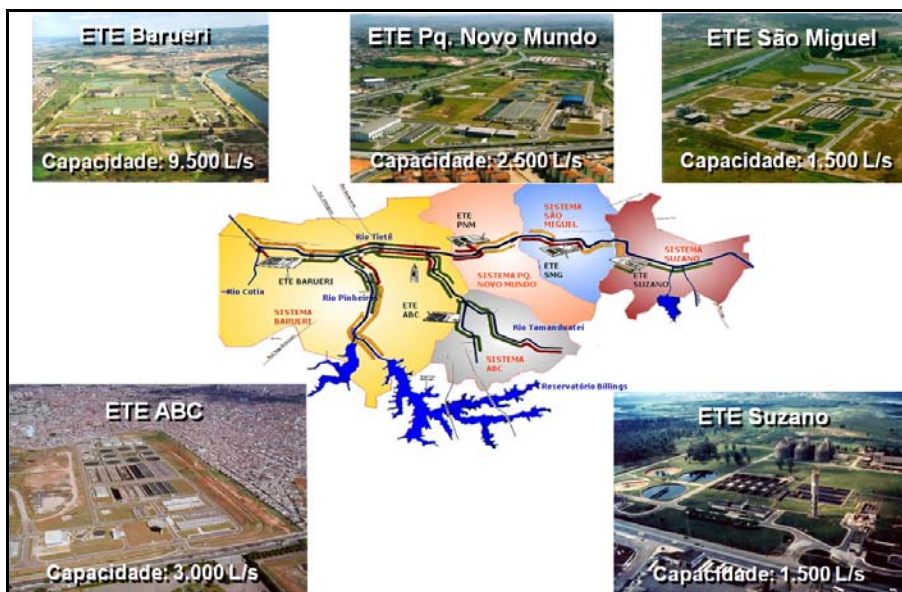 ETE Barueri
Capacidade: 9.500 L/s
ETE Pq. Novo Mundo
Capacidade: 2.500 L/s
ETE São Miguel
Capacidade: 1.500 L/s
SISTEMA
SÃO
MIGUEL
ETE
PNM
Rio Tietê
SISTEMA
SUZANO
ETE BARUERI
ETE
SMG
ETE
SUZANO
Rio Cotia
SISTEMA PQ.
NOVO MUNDO
Rio Pinheiros
ETE
ABC
SISTEMA
BARUERI
Rio Tamanduateí
SISTEMA
ABC
Reservatório Billings
ETE ABC
Capacidade: 3.000 L/s
ETE Suzano
Capacidade: 1.500 L/s